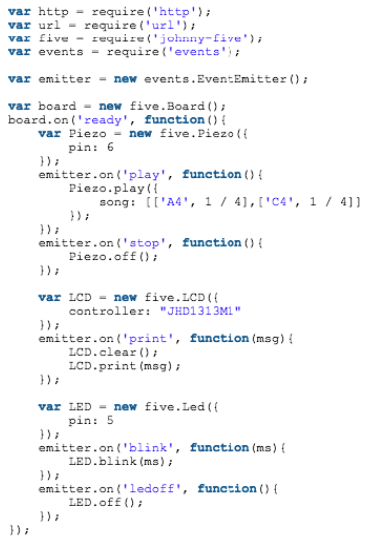 var http = require('http');
var url = require('url');
var five = require('johnny-five');
var events = require('events');
var emitter = new events.EventEmitter();
var board = new five.Board();
board.on('ready', function(){
    var Piezo = new five.Piezo({
        pin: 6
    });
    emitter.on('play', function(){
        Piezo.play({
            song: [['A4', 1 / 4],['C4', 1 / 4]]
        });
    });
    emitter.on('stop', function(){
        Piezo.off();
    });
    var LCD = new five.LCD({
        controller: "JHD1313M1"
    });
    emitter.on('print', function(msg){
        LCD.clear();
        LCD.print(msg);
    });
    var LED = new five.Led({
        pin: 5
    });
    emitter.on('blink', function(ms){
        LED.blink(ms);
    });
    emitter.on('ledoff', function(){
        LED.off();
    });
});